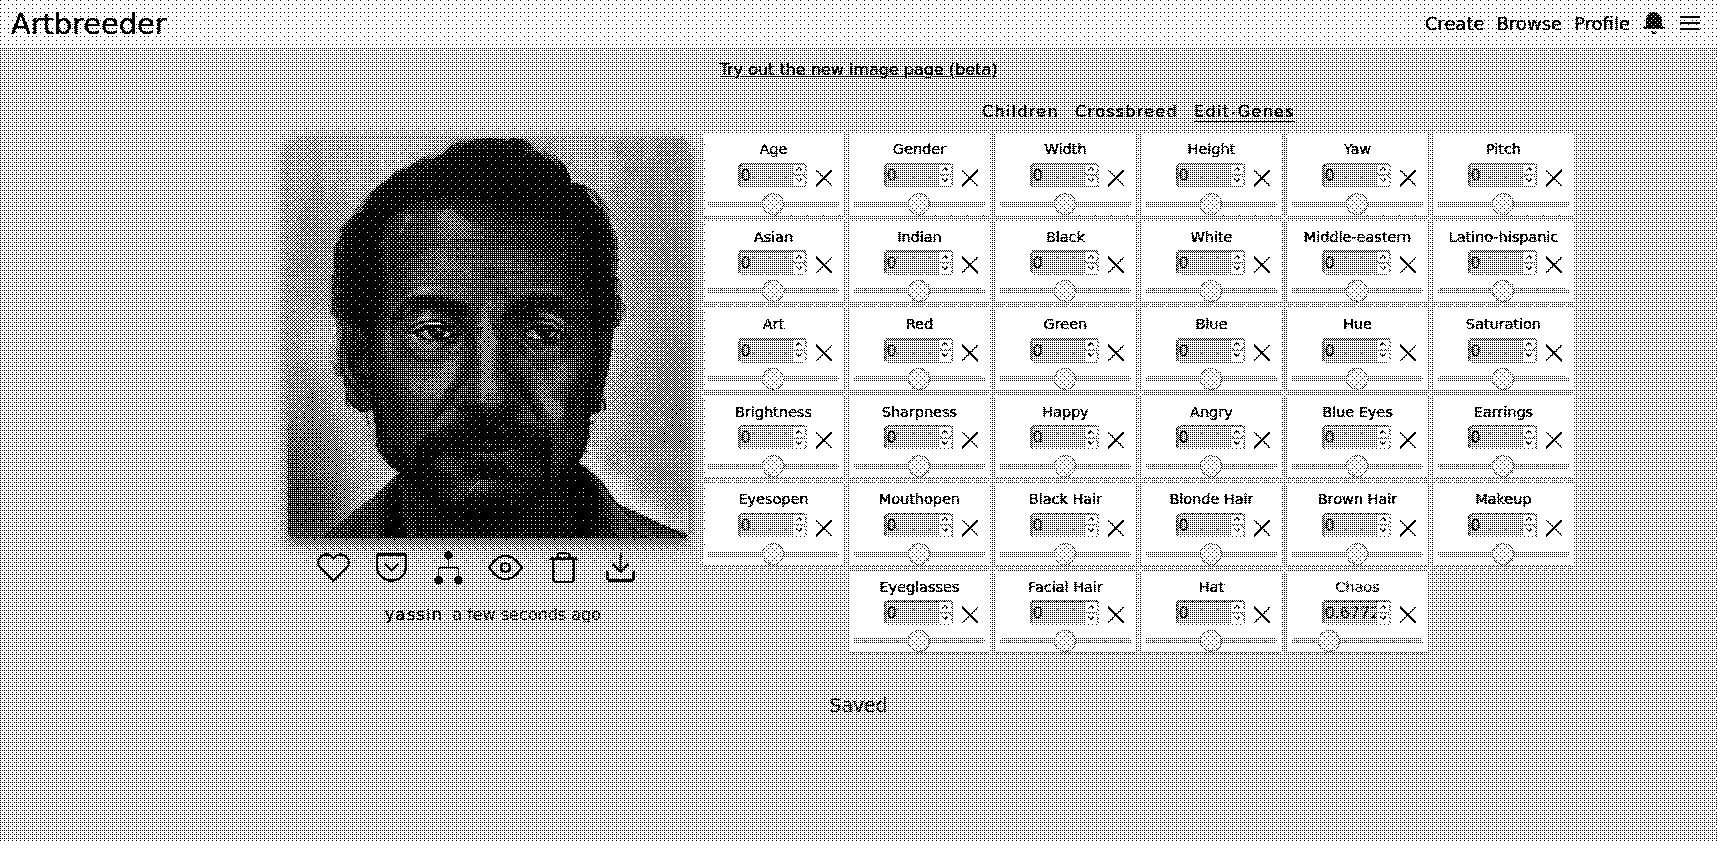 Artbreeder
Create Browse Profile
Try out the new image page (beta)
Children Crossbreed Edit-Genes
Age Gender Width Height Yaw Pitch
0 0 0 0 0 0
Asian Indian Black White Middle-eastern Latino-hispanic
0 0 0 0 0 0
Art Red Green Blue Hue Saturation
0 0 0 0 0 0
Brightness Sharpness Happy Angry Blue Eyes Earrings
0 0 0 0 0 0
Eyesopen Mouthopen Black Hair Blonde Hair Brown Hair Makeup
0 0 0 0 0 0
Eyeglasses Facial Hair Hat Chaos
0 0 0 0.6772
yassin a few seconds ago
Saved